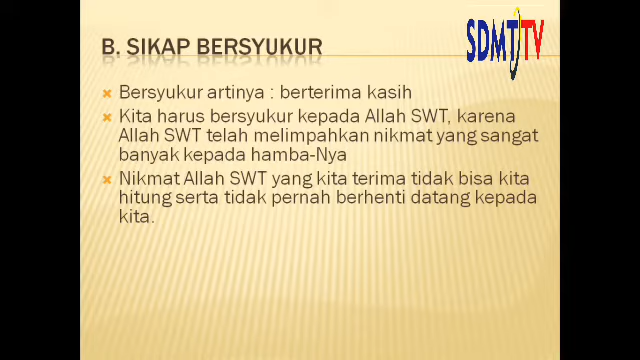 SDMTJTV
B. SIKAP BERSYUKUR
Bersyukur artinya : berterima kasih
Kita harus bersyukur kepada Allah SWT, karena
Allah SWT telah melimpahkan nikmat yang sangat
banyak kepada hamba-Nya
Nikmat Allah SWT yang kita terima tidak bisa kita
hitung serta tidak pernah berhenti datang kepada
kita.